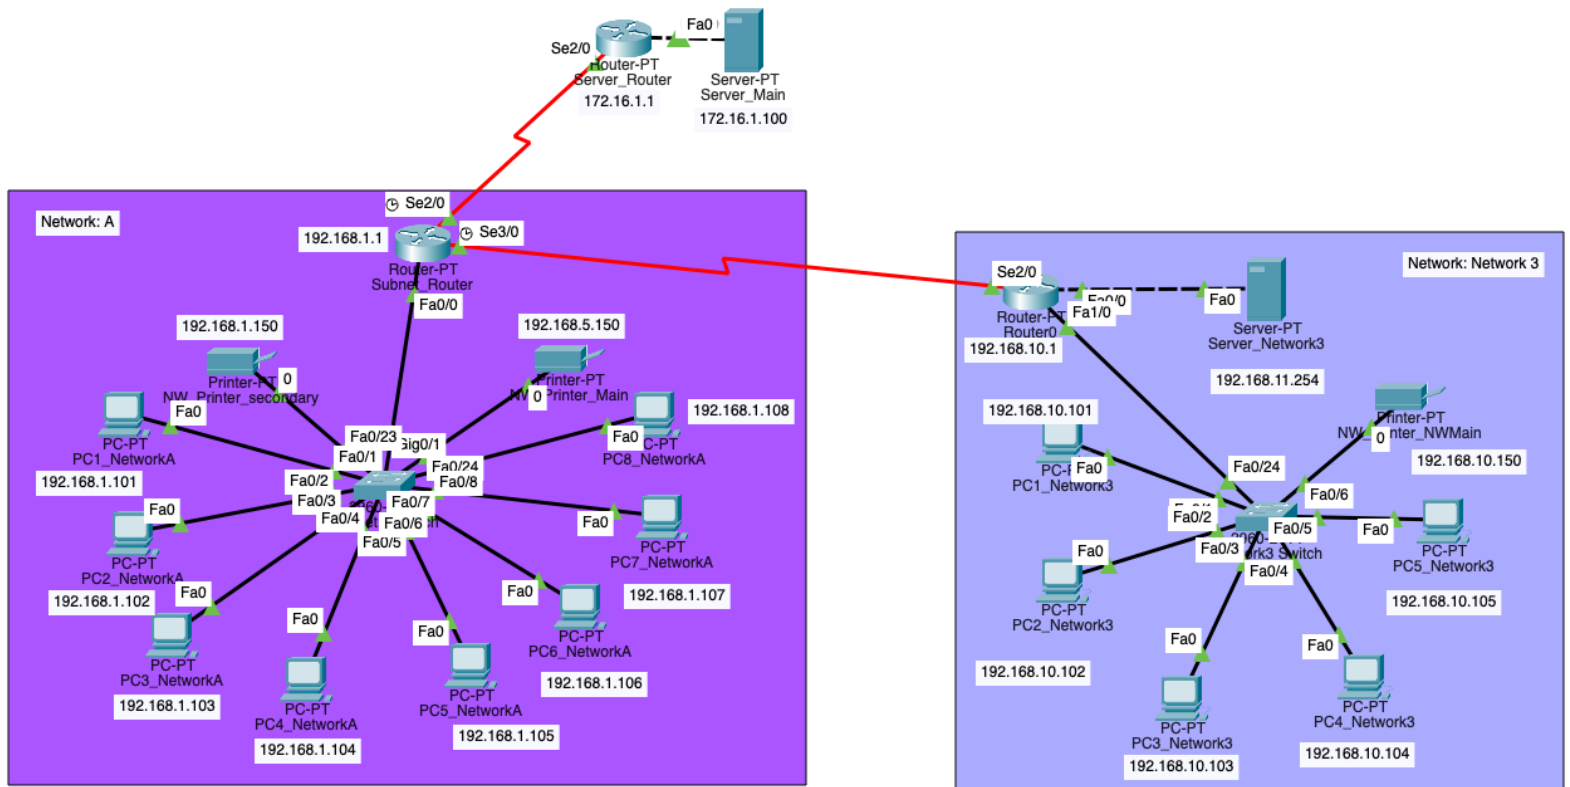 Fa0
Se2/0
Router-PT
Server_Router
172.16.1.1
Server-PT
Server_Main
172.16.1.100
Network: A
Se2/0
Se3/0
192.168.1.1
Router-PT
Subnet_Router
Fa0/0
192.168.1.150
Printer-PT
NW_Printer_secondary
0
192.168.5.150
Printer-PT
NW_Printer_Main
0
Fa0
PC-PT
PC1_NetworkA
192.168.1.101
192.168.1.108
Fa0
PC-PT
PC8_NetworkA
Fa0/23
Gig0/1
Fa0/1
Fa0/24
Fa0/2
Fa0/8
Fa0/3
Fa0/7
Fa0/4
Fa0/6
Fa0/5
Fa0
PC-PT
PC2_NetworkA
192.168.1.102
Fa0
PC-PT
PC7_NetworkA
192.168.1.107
Fa0
PC-PT
PC3_NetworkA
192.168.1.103
Fa0
PC-PT
PC4_NetworkA
192.168.1.104
Fa0
PC-PT
PC5_NetworkA
192.168.1.105
Fa0
PC-PT
PC6_NetworkA
192.168.1.106
Network: Network 3
Se2/0
Fa0/0
Fa1/0
Router-PT
Router0
192.168.10.1
Fa0
Server-PT
Server_Network3
192.168.11.254
192.168.10.101
PC-PT
Fa0
PC1_Network3
Printer-PT
0
192.168.10.150
Fa0/24
Fa0/6
Fa0/2
Fa0/5
Fa0/3
Switch
Fa0/4
Fa0
PC-PT
PC5_Network3
192.168.10.105
Fa0
PC-PT
PC2_Network3
192.168.10.102
Fa0
PC-PT
PC3_Network3
192.168.10.103
Fa0
PC-PT
PC4_Network3
192.168.10.104